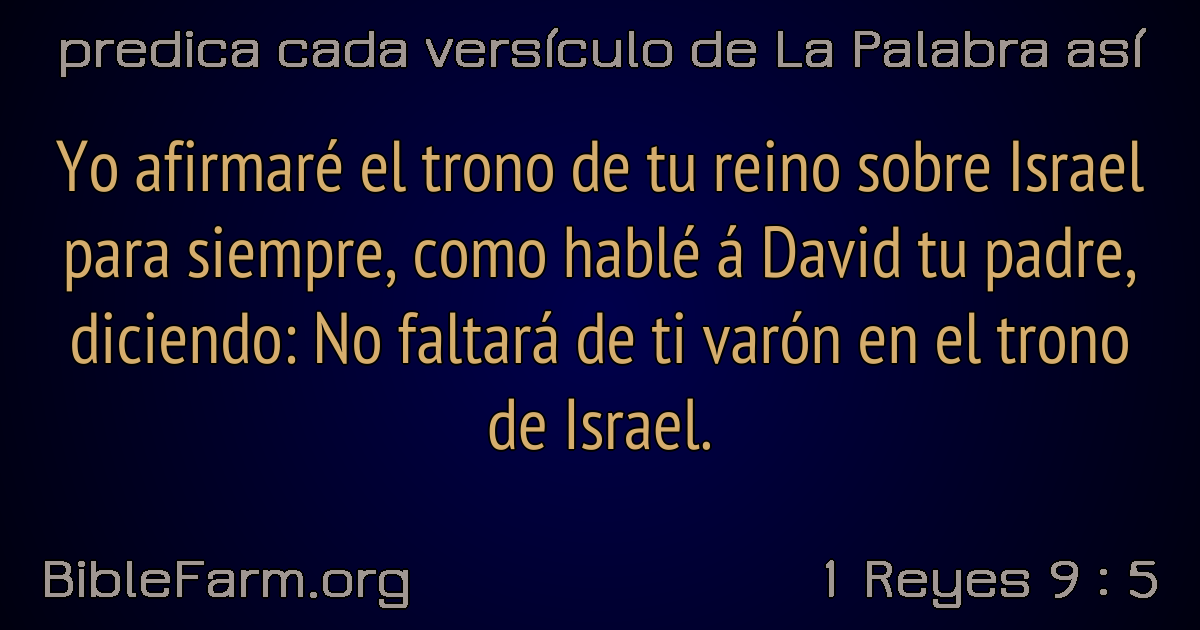 predica cada versículo de La Palabra así
Yo afirmaré el trono de tu reino sobre Israel
para siempre, como hablé á David tu padre,
diciendo: No faltará de ti varón en el trono
de Israel.
BibleFarm.org
1 Reyes 9 : 5